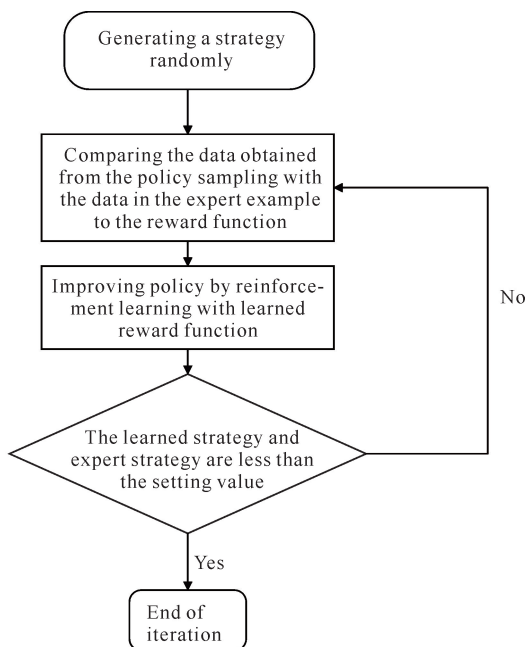 Generating a strategy
randomly
Comparing the data obtained
from the policy sampling with
the data in the expert example
to the reward function
Improving policy by reinforce-
ment learning with learned
reward function
No
The learned strategy and
expert strategy are less than
the setting value
Yes
End of
iteration